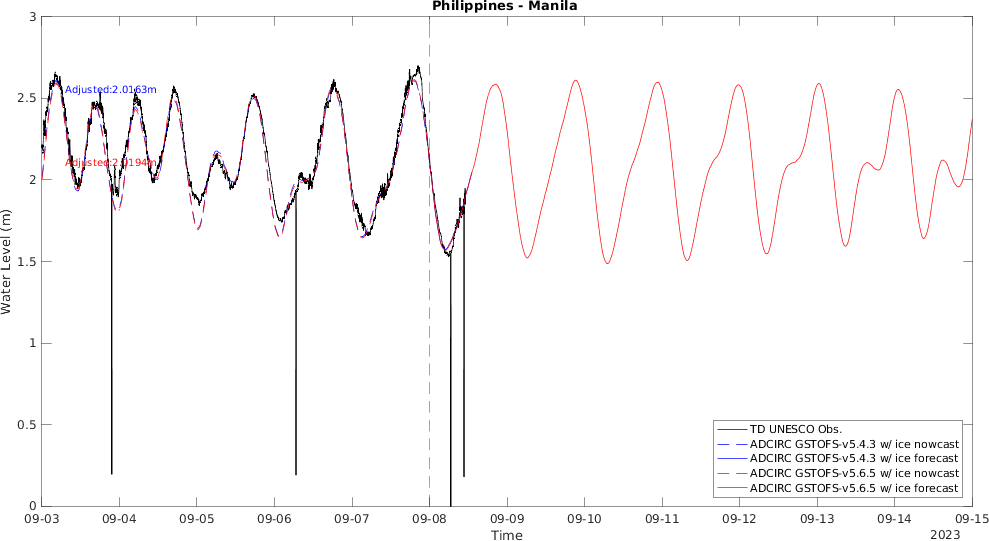 Philippines - Manila
Water Level (m)
3
2.5
2
1.5
1
0.5
0
Adjusted:2.0163m
Adjusted:2.0194m
TD UNESCO Obs.
ADCIRC GSTOFS-v5.4.3 w/ ice nowcast
ADCIRC GSTOFS-v5.4.3 w/ ice forecast
ADCIRC GSTOFS-v5.6.5 w/ ice nowcast
ADCIRC GSTOFS-v5.6.5 w/ ice forecast
09-03 09-04 09-05 09-06 09-07 09-08 09-09 09-10 09-11 09-12 09-13 09-14 09-15
Time
2023